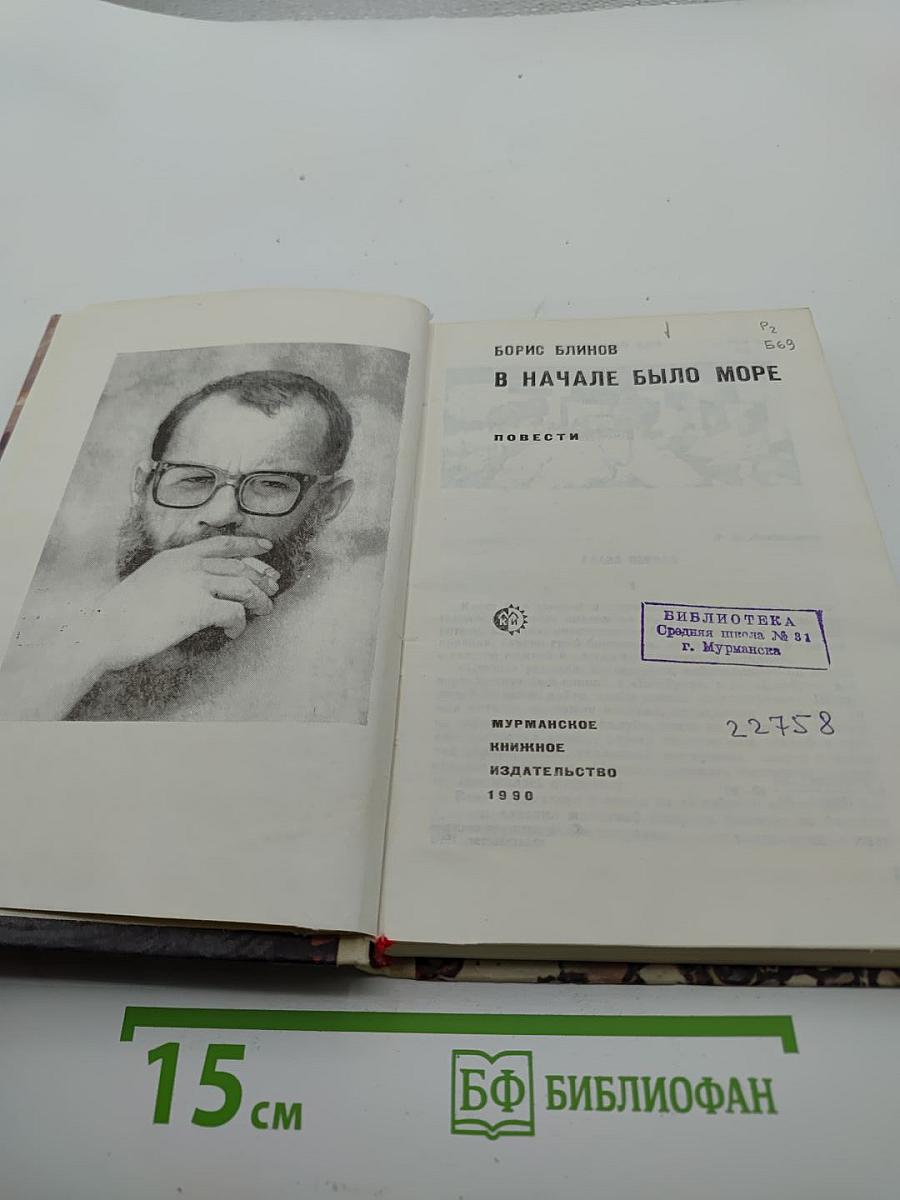 Р2
Б69
БОРИС БЛИНОВ
В НАЧАЛЕ БЫЛО МОРЕ
ПОВЕСТИ
КИ
БИБЛИОТЕКА
Средняя школа № 31
г. Мурманска
22758
МУРМАНСКОЕ
КНИЖНОЕ
ИЗДАТЕЛЬСТВО
1990
15 см
БФ БИБЛИОФАН